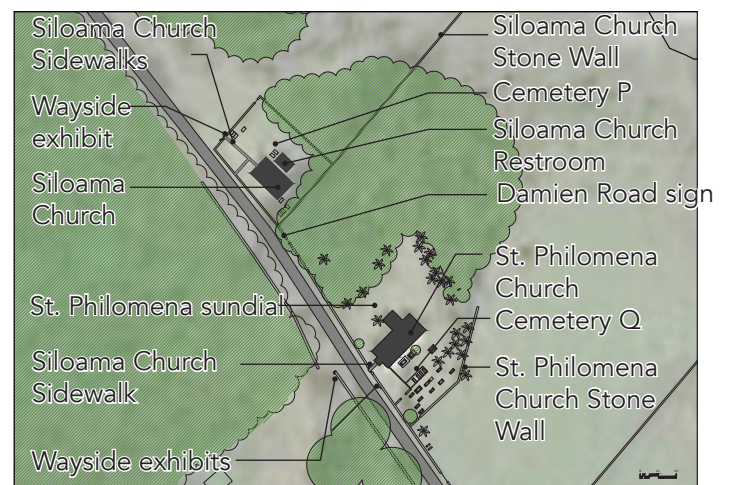 Siloama Church
Sidewalks
Wayside
exhibit
Siloama
Church
St. Philomena sundial
Siloama Church
Sidewalk
Wayside exhibits
Siloama Church
Stone Wall
Cemetery P
Siloama Church
Restroom
Damien Road sign
St. Philomena
Church
Cemetery Q
St. Philomena
Church Stone
Wall